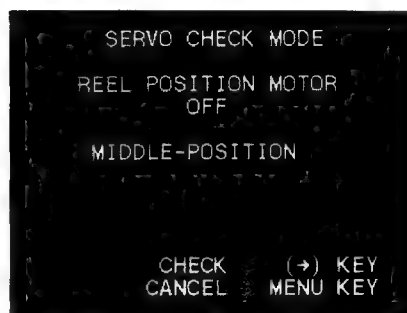 SERVO CHECK MODE
REEL POSITION MOTOR
OFF
MIDDLE-POSITION
CHECK (→) KEY
CANCEL MENU KEY